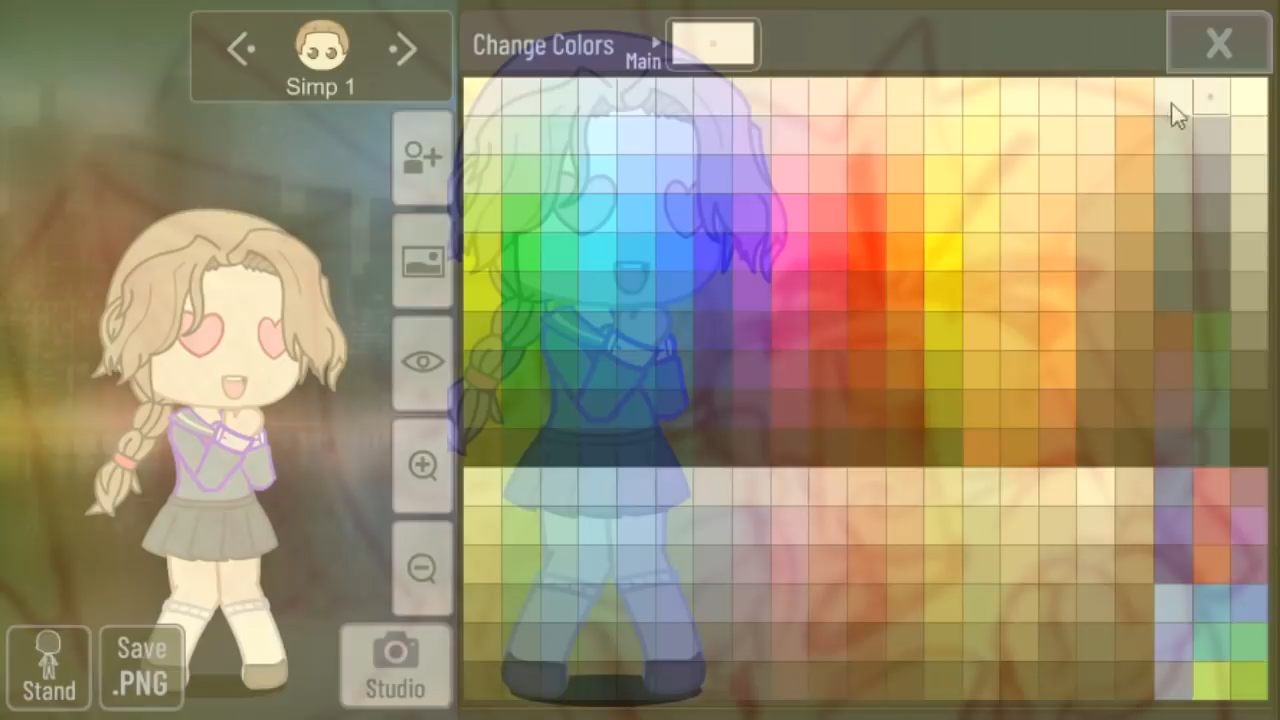 Simp 1
Change Colors
Main
X
Stand
Save
.PNG
Studio